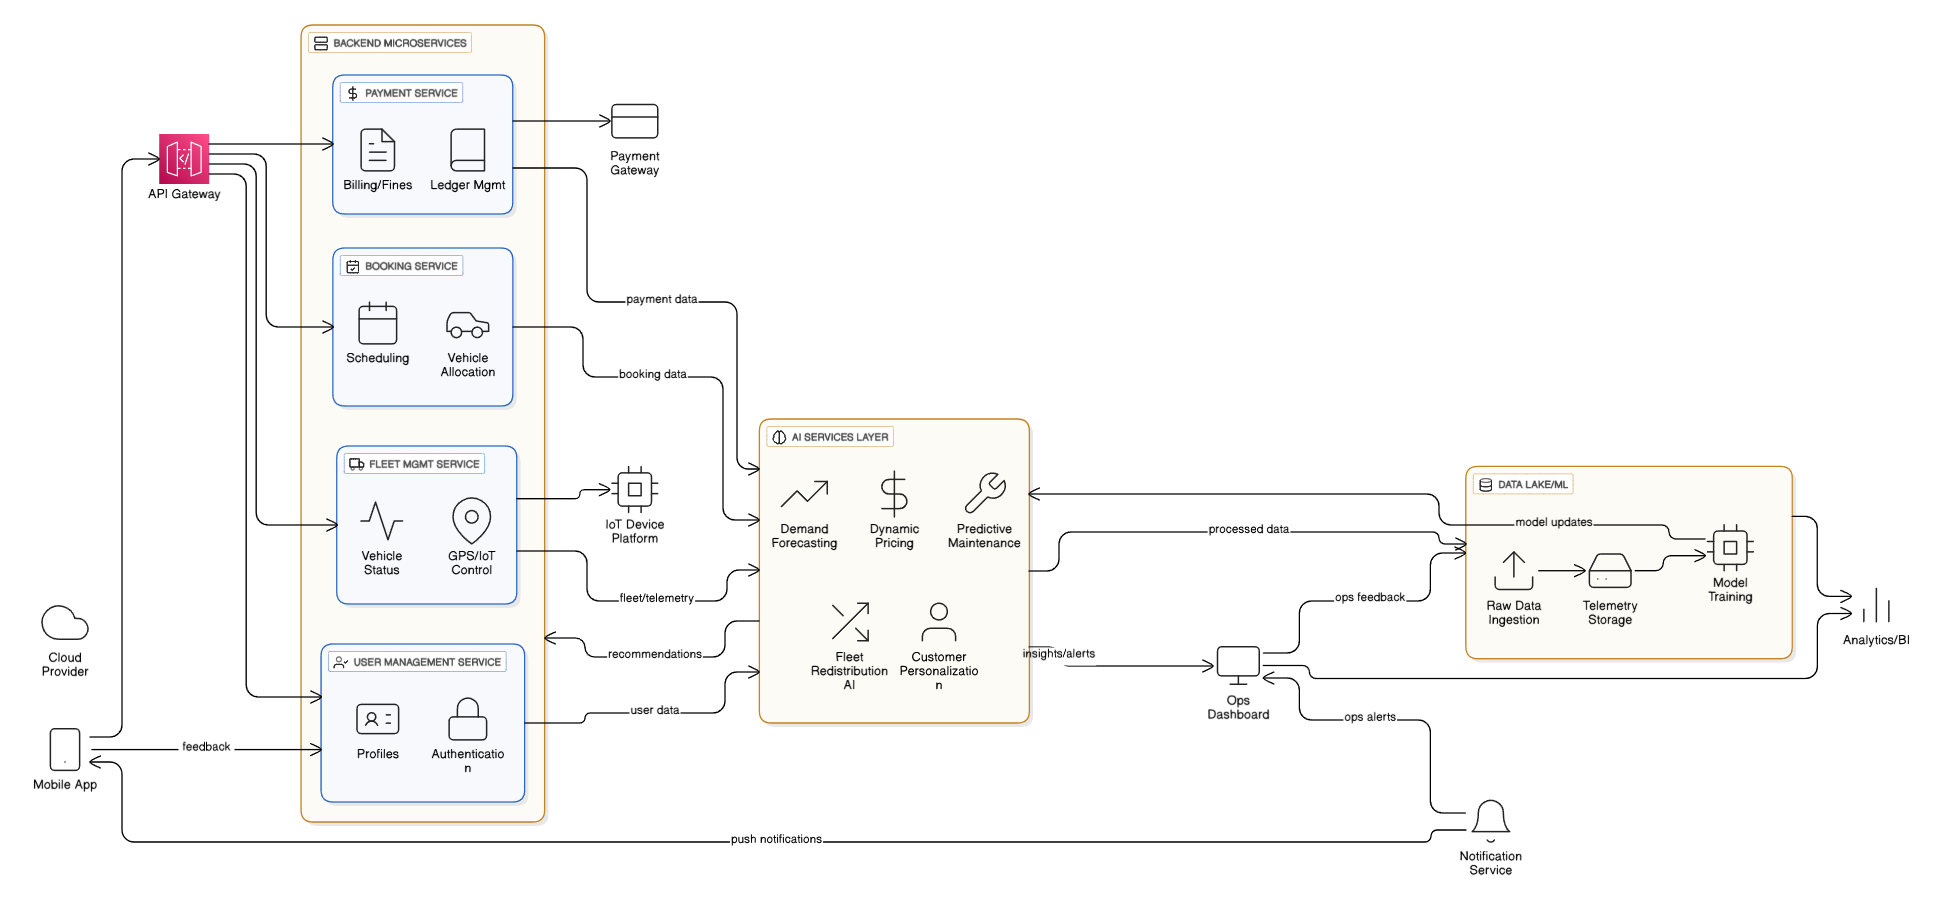 BACKEND MICROSERVICES
PAYMENT SERVICE
Billing/Fines
Ledger Mgmt
Payment
Gateway
API Gateway
BOOKING SERVICE
Scheduling
Vehicle
Allocation
payment data
booking data
FLEET MGMT SERVICE
Vehicle
Status
GPS/IoT
Control
IoT Device
Platform
fleet/telemetry
recommendations
USER MANAGEMENT SERVICE
Profiles
Authenticatio
n
user data
Cloud
Provider
Mobile App
feedback
push notifications
AI SERVICES LAYER
Demand
Forecasting
Dynamic
Pricing
Predictive
Maintenance
Fleet
Redistribution
AI
Customer
Personalizatio
n
insights/alerts
processed data
model updates
DATA LAKE/ML
Raw Data
Ingestion
Telemetry
Storage
Model
Training
ops feedback
Ops
Dashboard
ops alerts
Analytics/BI
Notification
Service